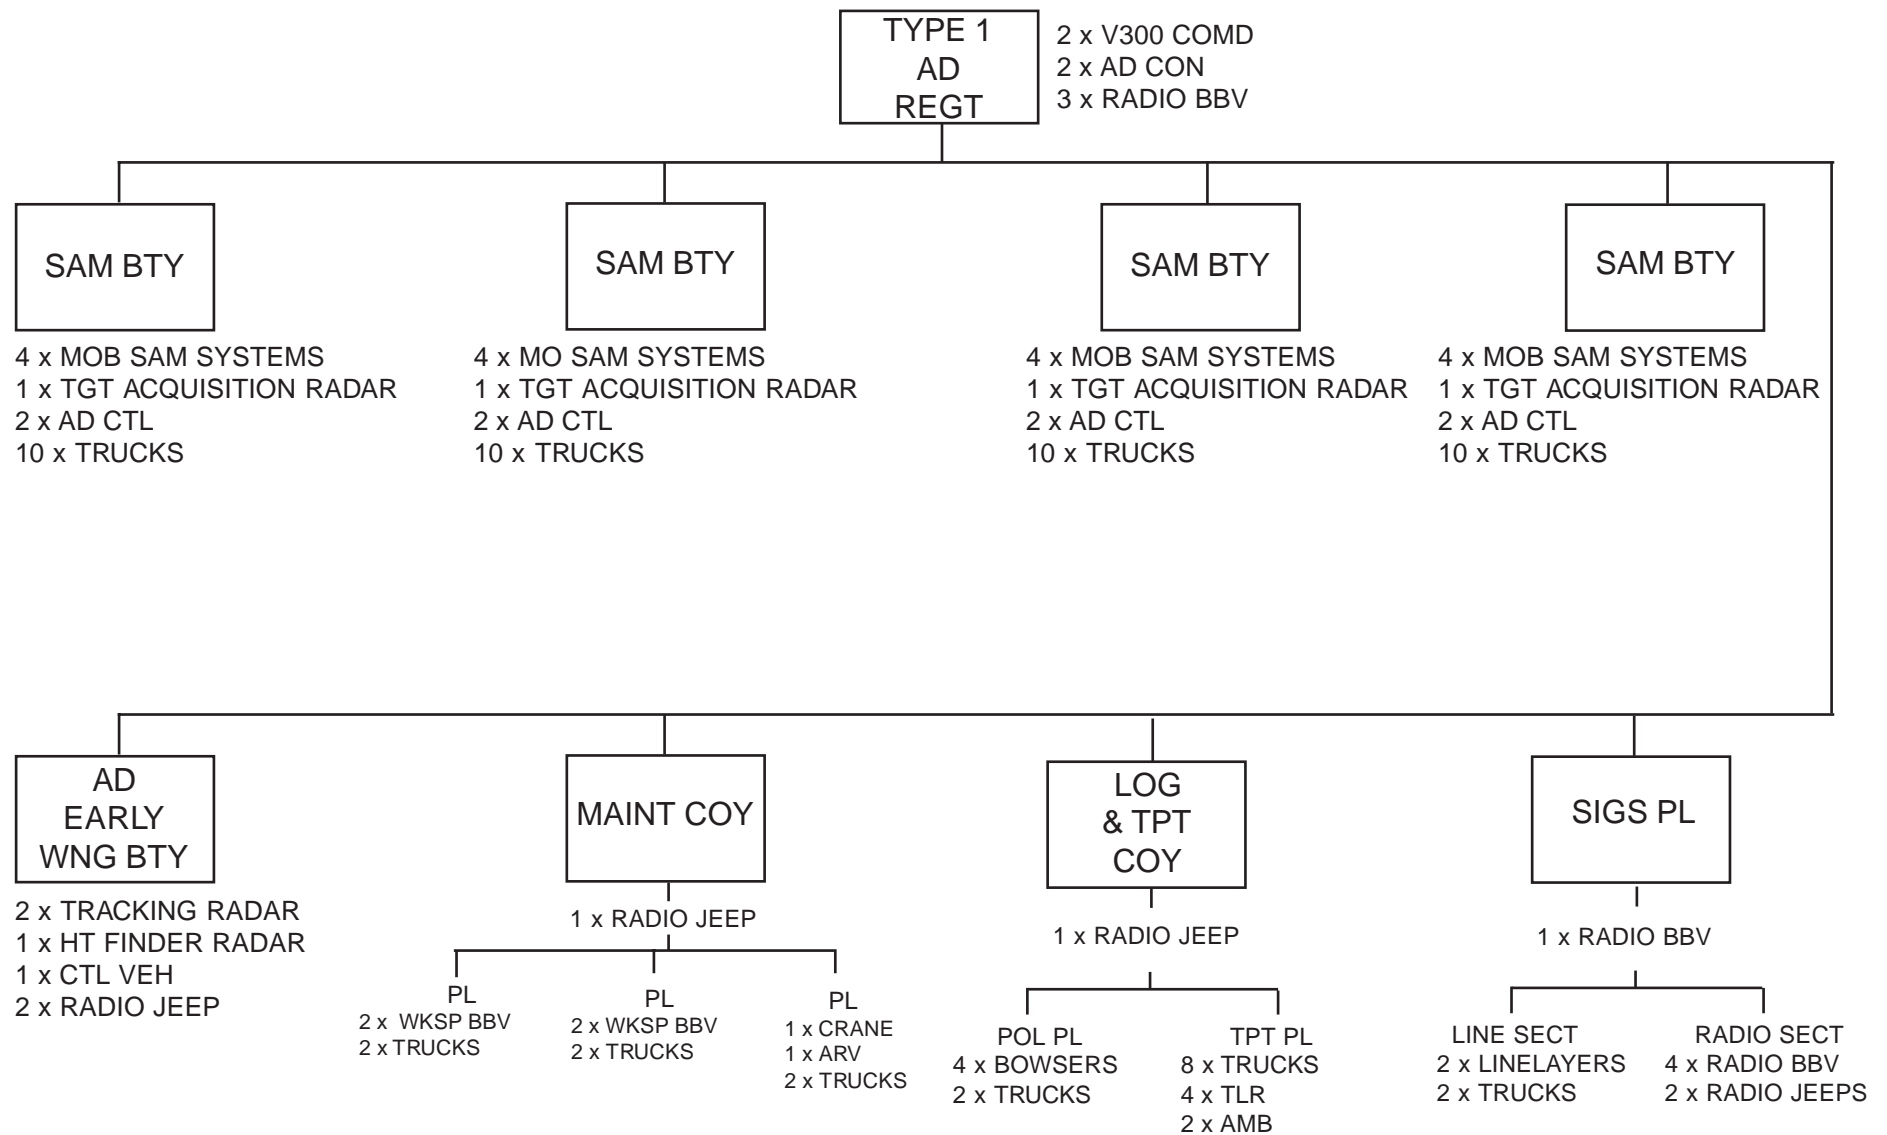 TYPE 1
AD
REGT
2 x V300 COMD
2 x AD CON
3 x RADIO BBV
SAM BTY
4 x MOB SAM SYSTEMS
1 x TGT ACQUISITION RADAR
2 x AD CTL
10 x TRUCKS
SAM BTY
4 x MO SAM SYSTEMS
1 x TGT ACQUISITION RADAR
2 x AD CTL
10 x TRUCKS
SAM BTY
4 x MOB SAM SYSTEMS
1 x TGT ACQUISITION RADAR
2 x AD CTL
10 x TRUCKS
SAM BTY
4 x MOB SAM SYSTEMS
1 x TGT ACQUISITION RADAR
2 x AD CTL
10 x TRUCKS
AD
EARLY
WNG BTY
2 x TRACKING RADAR
1 x HT FINDER RADAR
1 x CTL VEH
2 x RADIO JEEP
MAINT COY
1 x RADIO JEEP
PL
2 x WKSP BBV
2 x TRUCKS
PL
2 x WKSP BBV
2 x TRUCKS
PL
1 x CRANE
1 x ARV
2 x TRUCKS
LOG
& TPT
COY
1 x RADIO JEEP
POL PL
4 x BOWSERS
2 x TRUCKS
TPT PL
8 x TRUCKS
4 x TLR
2 x AMB
SIGS PL
1 x RADIO BBV
LINE SECT
2 x LINELAYERS
2 x TRUCKS
RADIO SECT
4 x RADIO BBV
2 x RADIO JEEPS